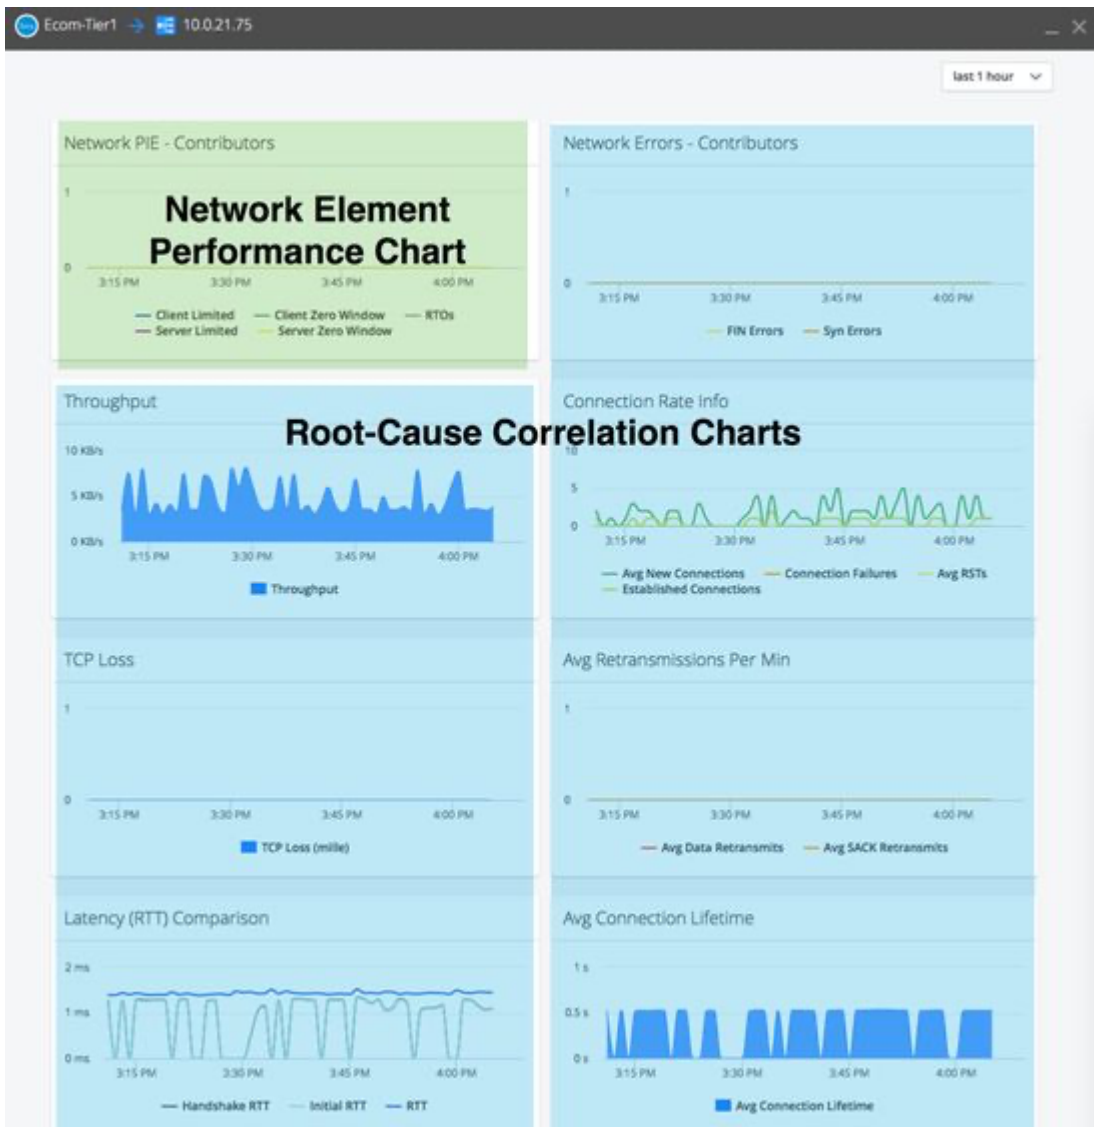 Ecom-Tier1 → 10.0.21.75
last 1 hour
Network PIE - Contributors
1
Network Element
Performance Chart
0
3:15 PM 3:30 PM 3:45 PM 4:00 PM
Client Limited Client Zero Window RTOs
Server Limited Server Zero Window
Network Errors - Contributors
1
0
3:15 PM 3:30 PM 3:45 PM 4:00 PM
FIN Errors Syn Errors
Root-Cause Correlation Charts
Throughput
10 KB/s
5 KB/s
0 KB/s
3:15 PM 3:30 PM 3:45 PM 4:00 PM
Throughput
Connection Rate Info
10
5
0
3:15 PM 3:30 PM 3:45 PM 4:00 PM
Avg New Connections Connection Failures Avg RSTs
Established Connections
TCP Loss
1
0
3:15 PM 3:30 PM 3:45 PM 4:00 PM
TCP Loss (mille)
Avg Retransmissions Per Min
1
0
3:15 PM 3:30 PM 3:45 PM 4:00 PM
Avg Data Retransmits Avg SACK Retransmits
Latency (RTT) Comparison
2 ms
1 ms
0 ms
3:15 PM 3:30 PM 3:45 PM 4:00 PM
Handshake RTT Initial RTT RTT
Avg Connection Lifetime
1 s
0.5 s
0 s
3:15 PM 3:30 PM 3:45 PM 4:00 PM
Avg Connection Lifetime